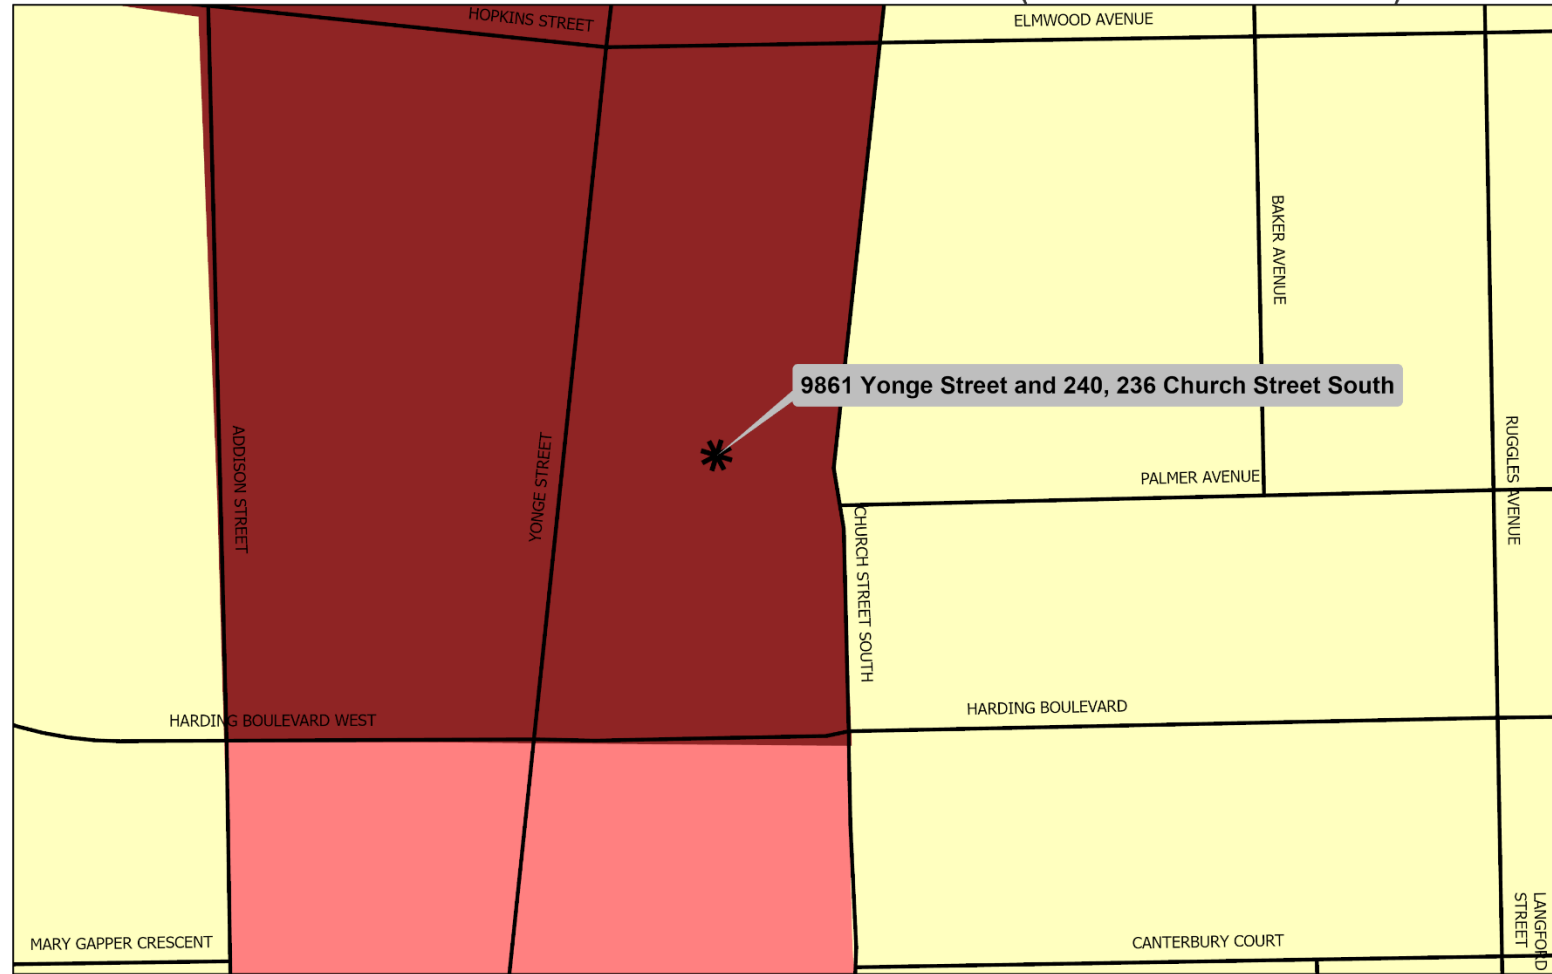 HOPKINS STREET
ELMWOOD AVENUE
BAKER AVENUE
9861 Yonge Street and 240, 236 Church Street South
ADDISON STREET
YONGE STREET
PALMER AVENUE
RUGGLES AVENUE
CHURCH STREET SOUTH
HARDING BOULEVARD WEST
HARDING BOULEVARD
MARY GAPPER CRESCENT
CANTERBURY COURT
LANGFORD
STREET